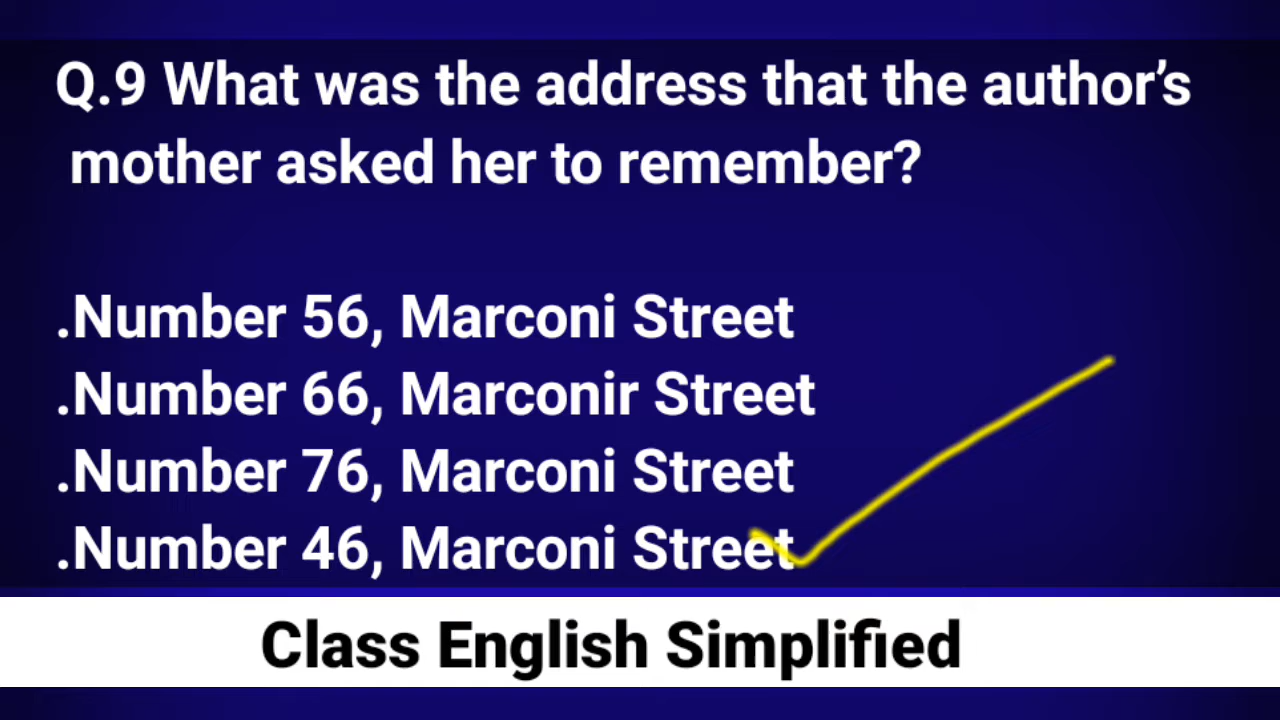 Q.9 What was the address that the author’s
mother asked her to remember?
.Number 56, Marconi Street
.Number 66, Marconir Street
.Number 76, Marconi Street
.Number 46, Marconi Street
Class English Simplified